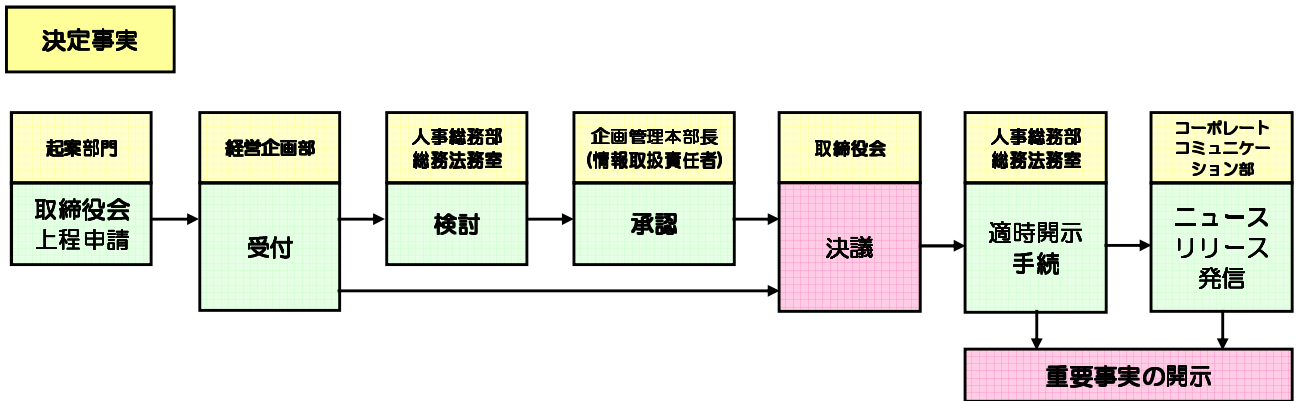 決定事実
起案部門
取締役会
上程申請
経営企画部
受付
人事総務部
総務法務室
検討
企画管理本部長
(情報取扱責任者)
承認
取締役会
決議
人事総務部
総務法務室
適時開示
手続
コーポレート
コミュニケー
ション部
ニュース
リリース
発信
重要事実の開示